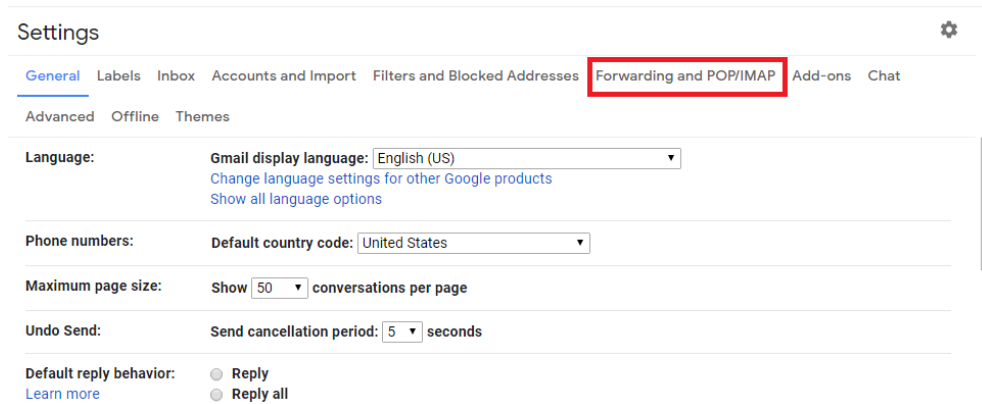 Settings
General Labels Inbox Accounts and Import Filters and Blocked Addresses Forwarding and POP/IMAP Add-ons Chat
Advanced Offline Themes
Language: Gmail display language: English (US)
Change language settings for other Google products
Show all language options
Phone numbers: Default country code: United States
Maximum page size: Show 50 conversations per page
Undo Send: Send cancellation period: 5 seconds
Default reply behavior: Reply
Learn more Reply all